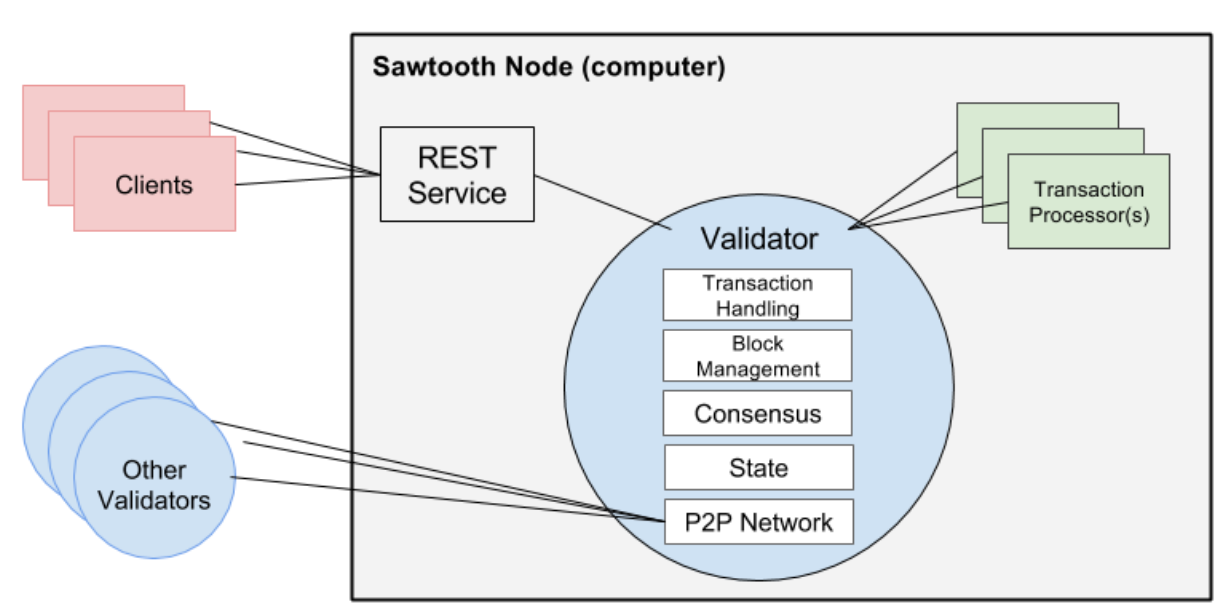 Sawtooth Node (computer)
Clients
REST
Service
Transaction
Processor(s)
Validator
Transaction
Handling
Block
Management
Consensus
State
P2P Network
Other
Validators